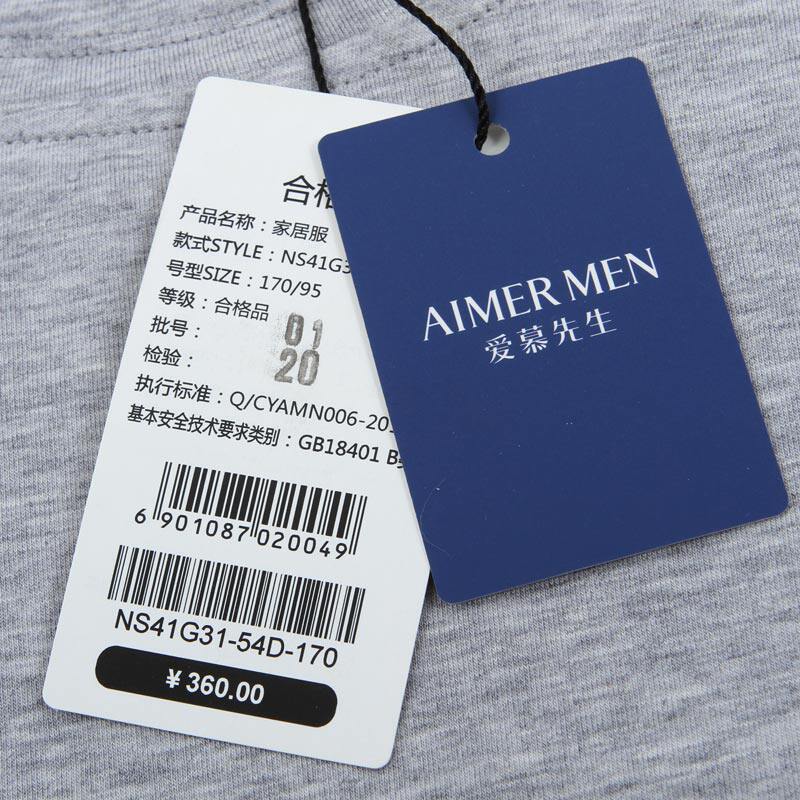 合格
产品名称：家居服
款式STYLE：NS41G3
号型SIZE：170/95
等级：合格品
批号： 01
检验： 20
执行标准：Q/CYAMN006-20
基本安全技术要求类别：GB18401 B
6 901087 020049
NS41G31-54D-170
¥360.00
AIMER MEN
爱慕先生